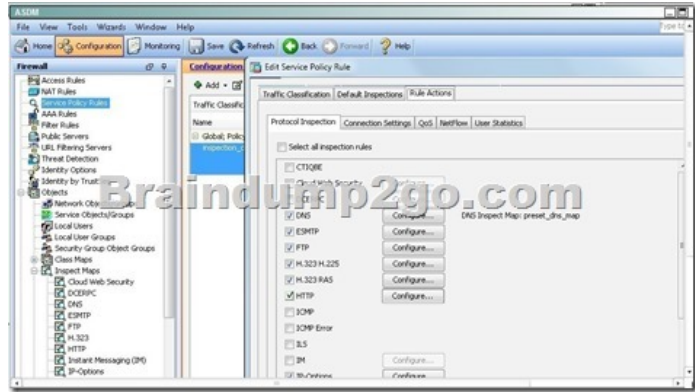 ASDM
File View Tools Wizards Window Help
Home Configuration Monitoring Save Refresh Back Forward Help
Firewall
Access Rules
NAT Rules
Service Policy Rules
AAA Rules
Filter Rules
Public Servers
URL Filtering Servers
Threat Detection
Identity Options
Identity by
Objects
Service Objects/Groups
Local Users
Local User Groups
Security Group Object Groups
Class Maps
Inspect Maps
Cloud Web Security
DCERPC
DNS
ESMTP
FTP
H.323
HTTP
Instant Messaging (IM)
IP-Options
Configuration
Add
Traffic Classific
Name
Global; Policy
inspection_
Edit Service Policy Rule
Traffic Classification Default Inspections Rule Actions
Protocol Inspection Connection Settings QoS NetFlow User Statistics
Select all inspection rules
CTIQBE
Cloud Web Security
DNS Configure... DNS Inspect Map: preset_dns_map
ESMTP Configure...
FTP Configure...
H.323 H.225 Configure...
H.323 RAS Configure...
HTTP Configure...
ICMP
ICMP Error
ILS
IM Configure...
IP-Options Configure...
Braindump2go.com